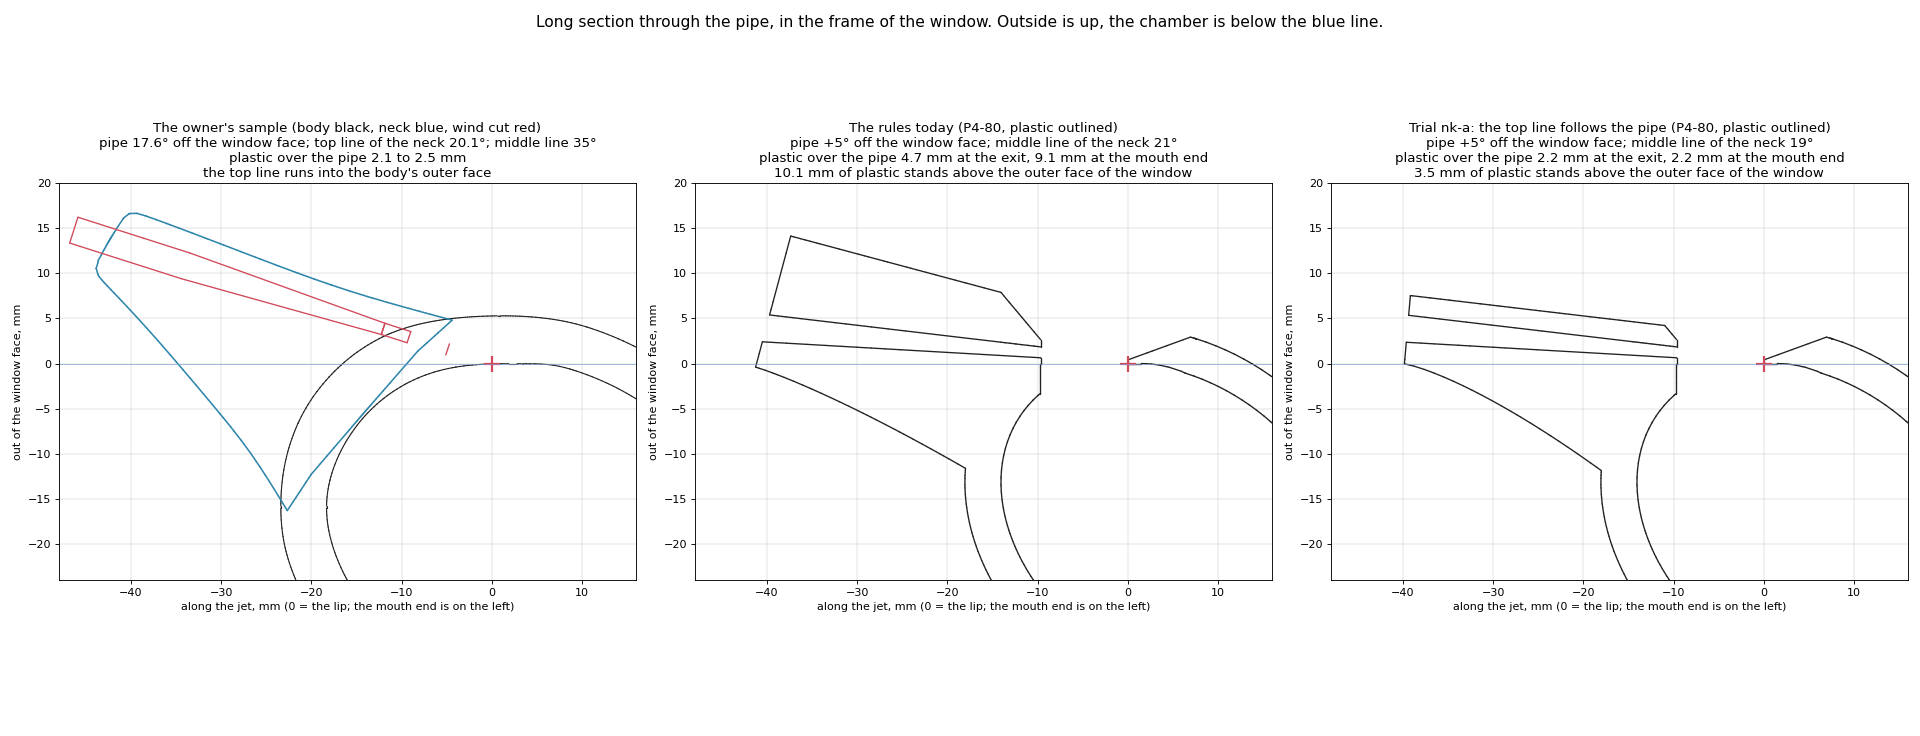 Long section through the pipe, in the frame of the window. Outside is up, the chamber is below the blue line.
The owner's sample (body black, neck blue, wind cut red)
pipe 17.6° off the window face; top line of the neck 20.1°; middle line 35°
plastic over the pipe 2.1 to 2.5 mm
the top line runs into the body's outer face
20
15
10
5
0
−5
−10
−15
−20
out of the window face, mm
−40
−30
−20
−10
0
10
along the jet, mm (0 = the lip; the mouth end is on the left)
The rules today (P4-80, plastic outlined)
pipe +5° off the window face; middle line of the neck 21°
plastic over the pipe 4.7 mm at the exit, 9.1 mm at the mouth end
10.1 mm of plastic stands above the outer face of the window
20
15
10
5
0
−5
−10
−15
−20
out of the window face, mm
−40
−30
−20
−10
0
10
along the jet, mm (0 = the lip; the mouth end is on the left)
Trial nk-a: the top line follows the pipe (P4-80, plastic outlined)
pipe +5° off the window face; middle line of the neck 19°
plastic over the pipe 2.2 mm at the exit, 2.2 mm at the mouth end
3.5 mm of plastic stands above the outer face of the window
20
15
10
5
0
−5
−10
−15
−20
out of the window face, mm
−40
−30
−20
−10
0
10
along the jet, mm (0 = the lip; the mouth end is on the left)